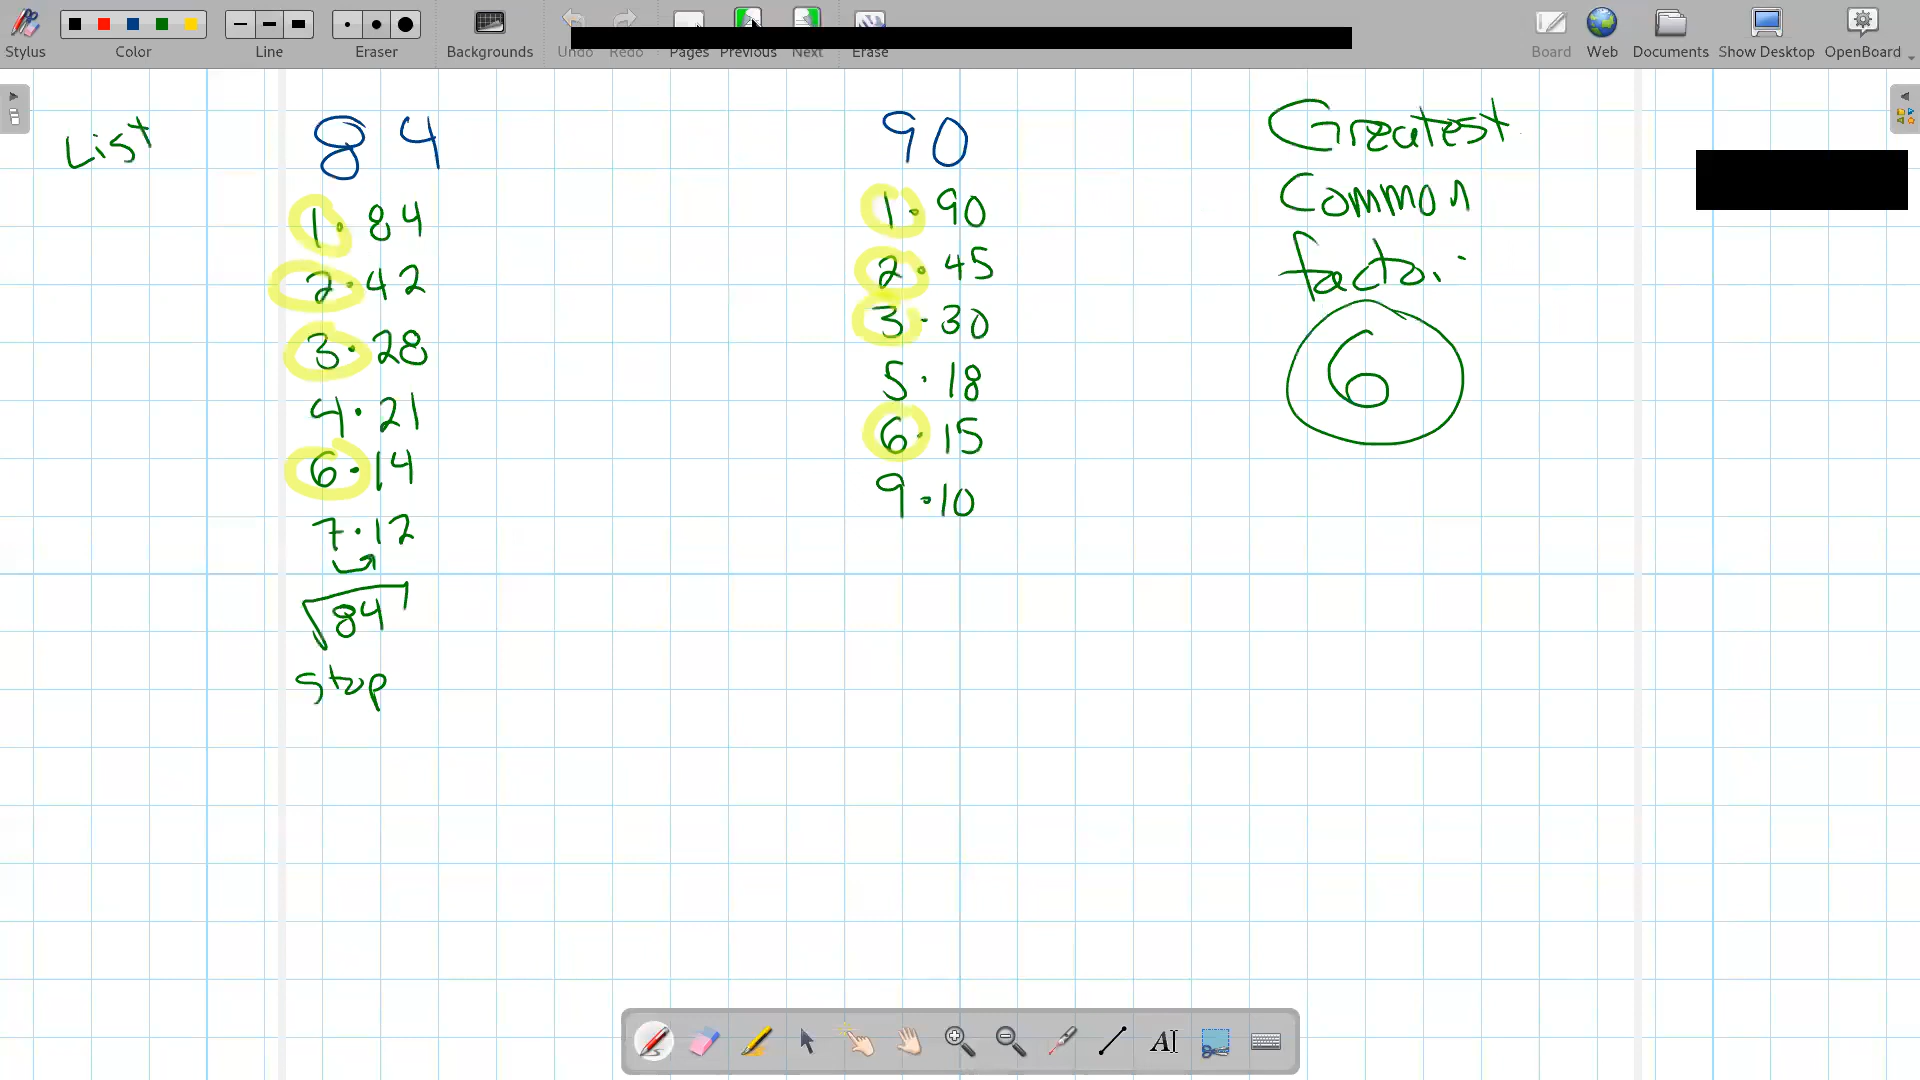 Stylus
Color
Line
Eraser
Backgrounds
Undo
Redo
Pages
Previous
Next
Erase
Board
Web
Documents
Show Desktop
OpenBoard
List
84
1·84
2·42
3·28
4·21
6·14
7·12
√84
stop
90
1·90
2·45
3·30
5·18
6·15
9·10
Greatest
Common
factor
6